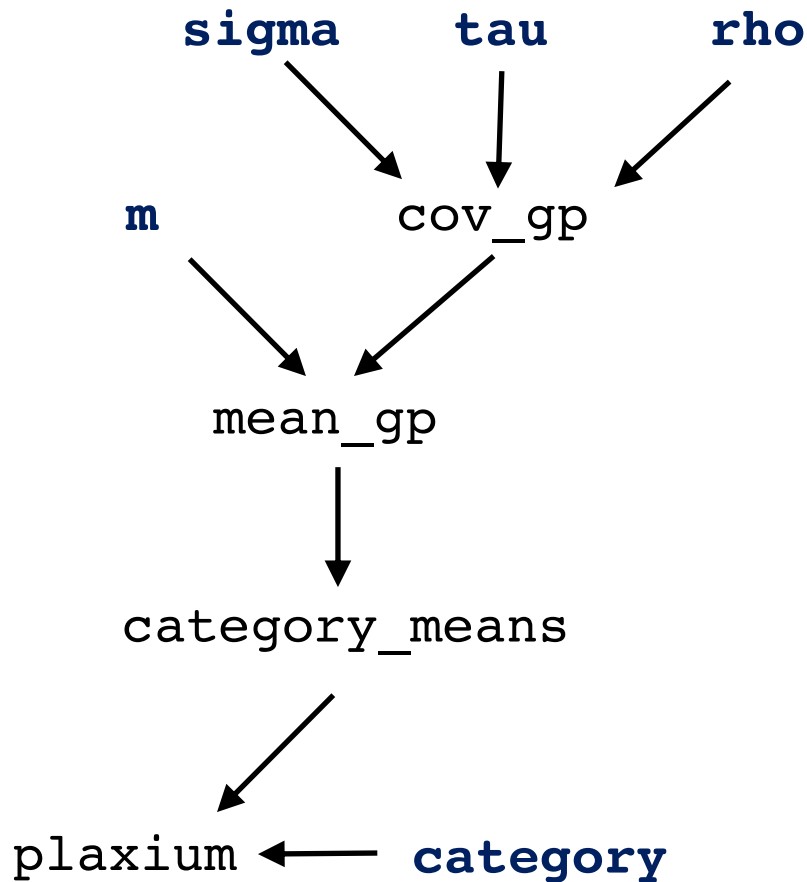 sigma tau rho
m cov_gp
mean_gp
category_means
plaxium category